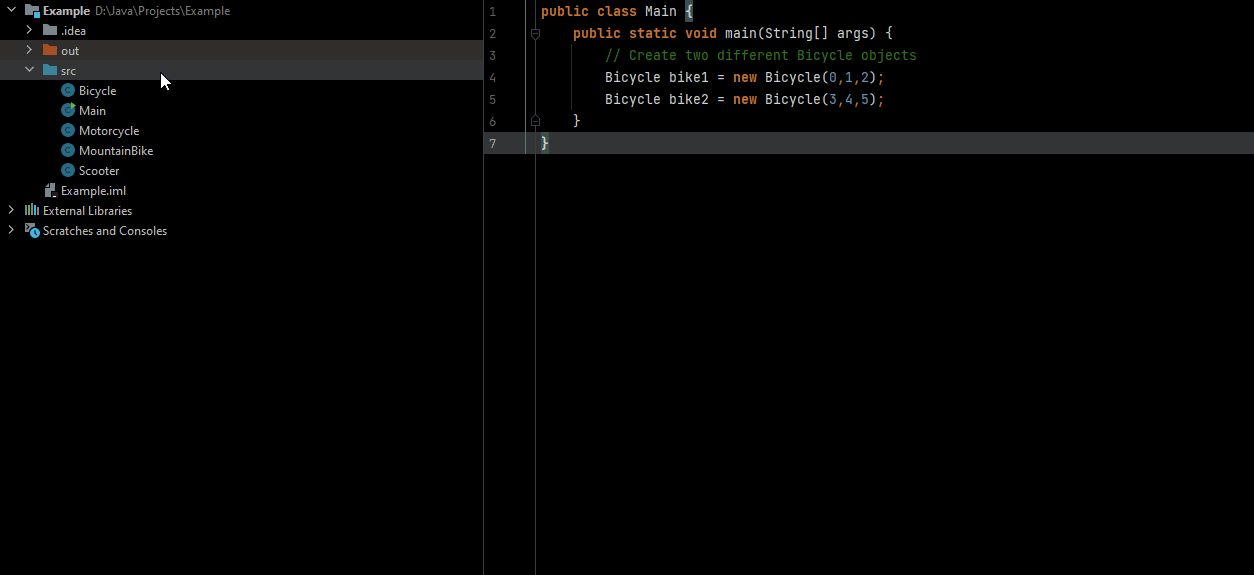 Example D:\Java\Projects\Example
.idea
out
src
Bicycle
Main
Motorcycle
MountainBike
Scooter
Example.iml
External Libraries
Scratches and Consoles
1 public class Main {
2 public static void main(String[] args) {
3 // Create two different Bicycle objects
4 Bicycle bike1 = new Bicycle(0,1,2);
5 Bicycle bike2 = new Bicycle(3,4,5);
6 }
7 }